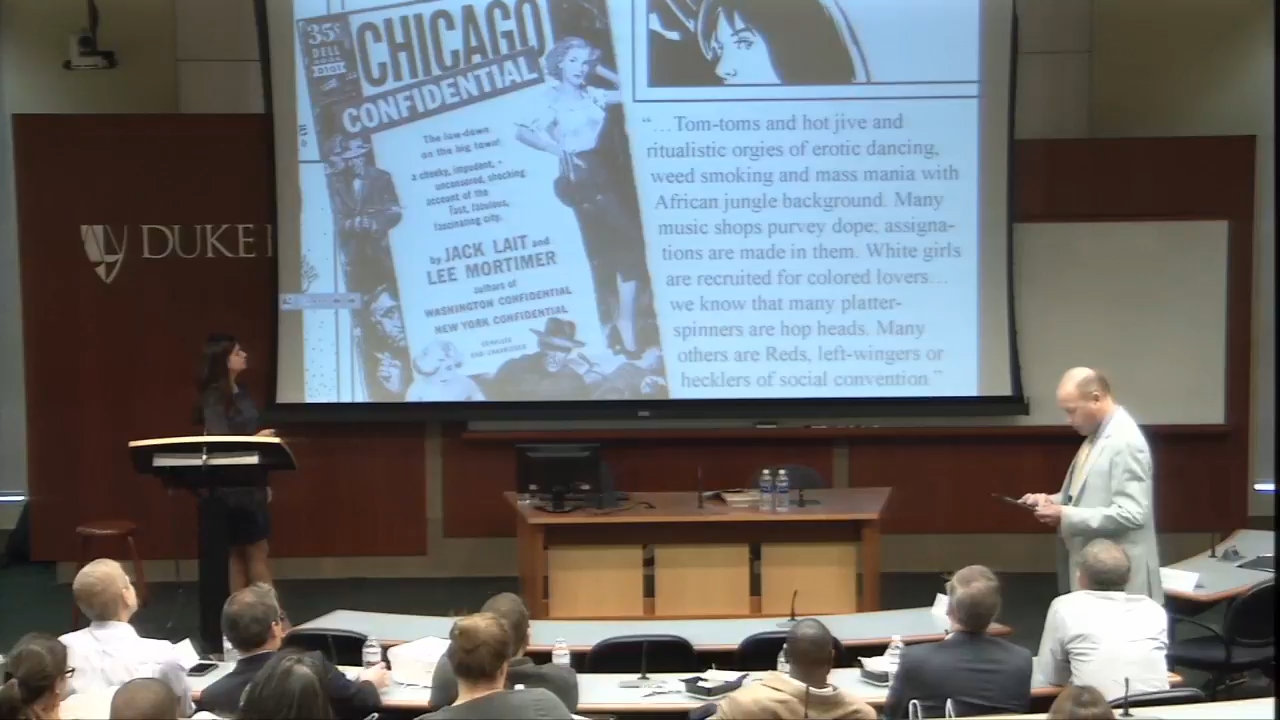 35¢
DELL
D101
CHICAGO
CONFIDENTIAL
The low-down
on the big town!
a cheeky, impudent,
uncensored, shocking
account of the
fast, fabulous,
fascinating city.
by JACK LAIT and
LEE MORTIMER
authors of
WASHINGTON CONFIDENTIAL
NEW YORK CONFIDENTIAL
COMPLETE
AND UNABRIDGED
“…Tom-toms and hot jive and
ritualistic orgies of erotic dancing,
weed smoking and mass mania with
African jungle background. Many
music shops purvey dope; assigna-
tions are made in them. White girls
are recruited for colored lovers…
we know that many platter-
spinners are hop heads. Many
others are Reds, left-wingers or
hecklers of social convention.”
DUKE